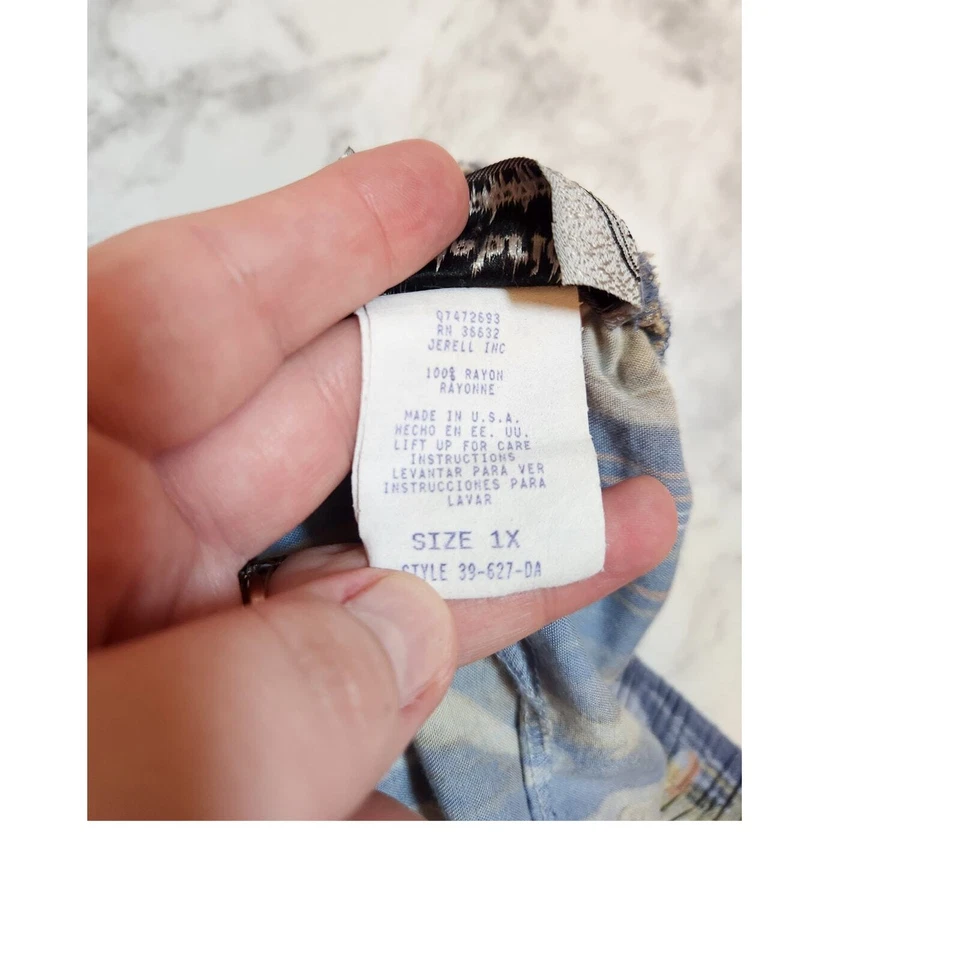 Q7472693
RN 36632
JERELL INC
100% RAYON
RAYONNE
MADE IN U.S.A.
HECHO EN EE. UU.
LIFT UP FOR CARE
INSTRUCTIONS
LEVANTAR PARA VER
INSTRUCCIONES PARA
LAVAR
SIZE 1X
STYLE 39-627-DA